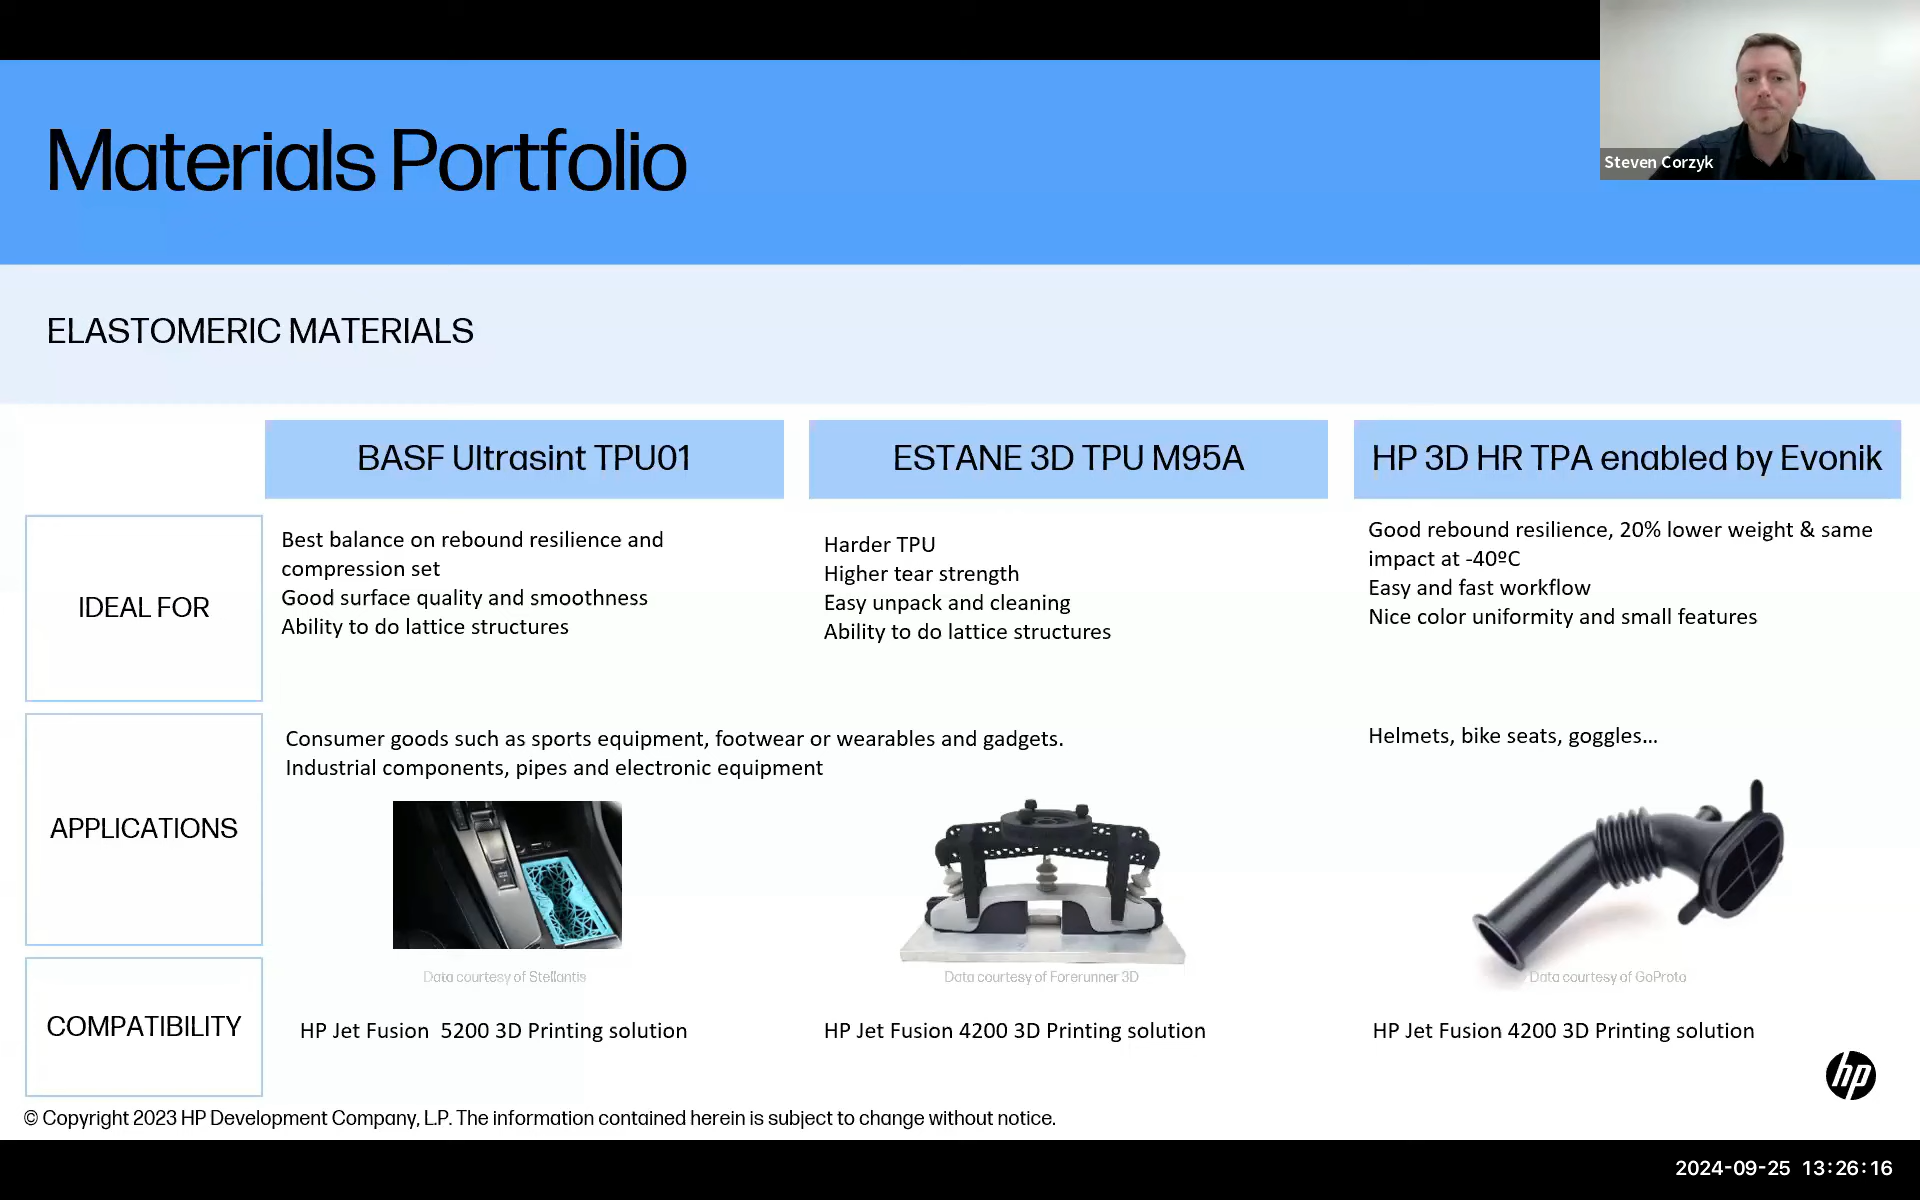 Materials Portfolio
Steven Corzyk
ELASTOMERIC MATERIALS
BASF Ultrasint TPU01
ESTANE 3D TPU M95A
HP 3D HR TPA enabled by Evonik
IDEAL FOR
Best balance on rebound resilience and
compression set
Good surface quality and smoothness
Ability to do lattice structures
Harder TPU
Higher tear strength
Easy unpack and cleaning
Ability to do lattice structures
Good rebound resilience, 20% lower weight & same
impact at -40ºC
Easy and fast workflow
Nice color uniformity and small features
APPLICATIONS
Consumer goods such as sports equipment, footwear or wearables and gadgets.
Industrial components, pipes and electronic equipment
Helmets, bike seats, goggles...
Data courtesy of Stellantis
Data courtesy of Forerunner 3D
Data courtesy of GoProto
COMPATIBILITY
HP Jet Fusion  5200 3D Printing solution
HP Jet Fusion 4200 3D Printing solution
HP Jet Fusion 4200 3D Printing solution
hp
© Copyright 2023 HP Development Company, L.P. The information contained herein is subject to change without notice.
2024-09-25 13:26:16